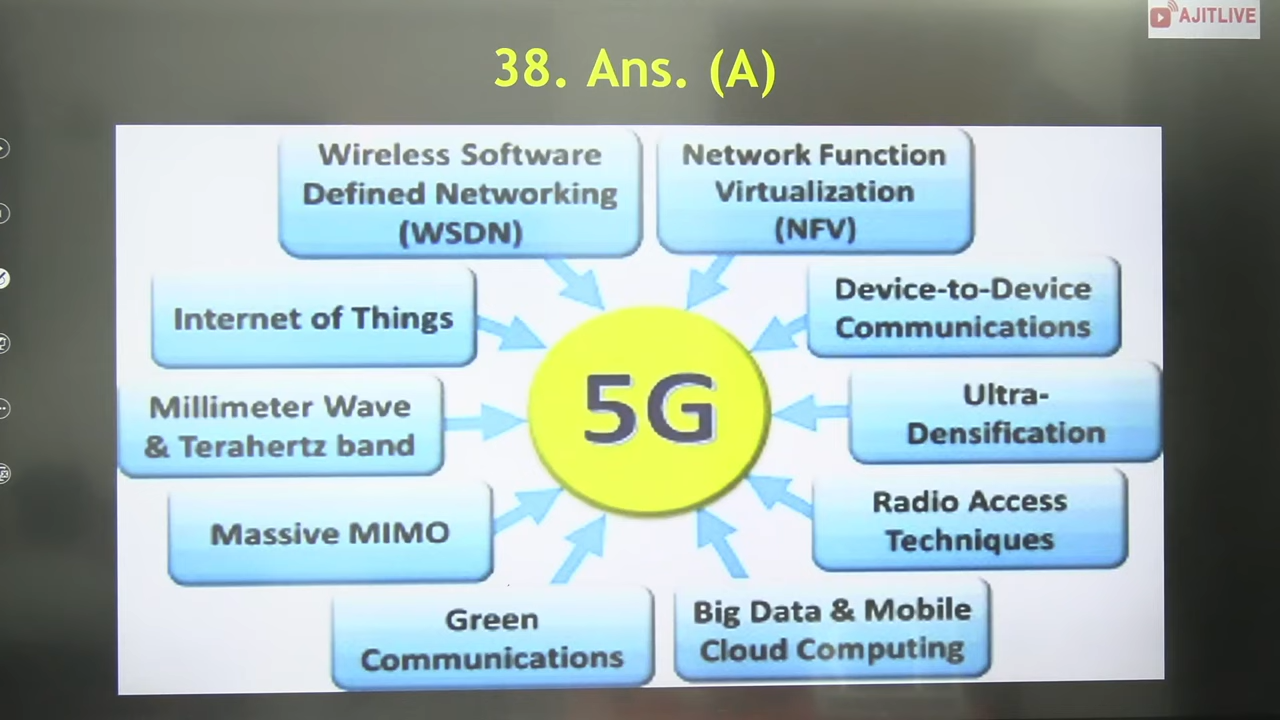 AJITLIVE
38. Ans. (A)
Wireless Software
Defined Networking
(WSDN)
Network Function
Virtualization
(NFV)
Internet of Things
Device-to-Device
Communications
5G
Millimeter Wave
& Terahertz band
Ultra-
Densification
Massive MIMO
Radio Access
Techniques
Green
Communications
Big Data & Mobile
Cloud Computing